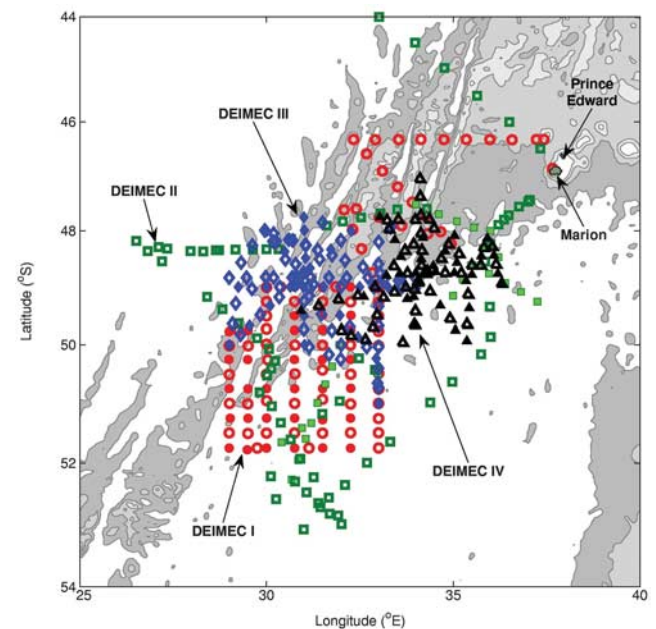 44
46
48
50
52
54
25
30
35
40
Latitude (°S)
Longitude (°E)
DEIMEC III
DEIMEC II
Prince
Edward
Marion
DEIMEC IV
DEIMEC I